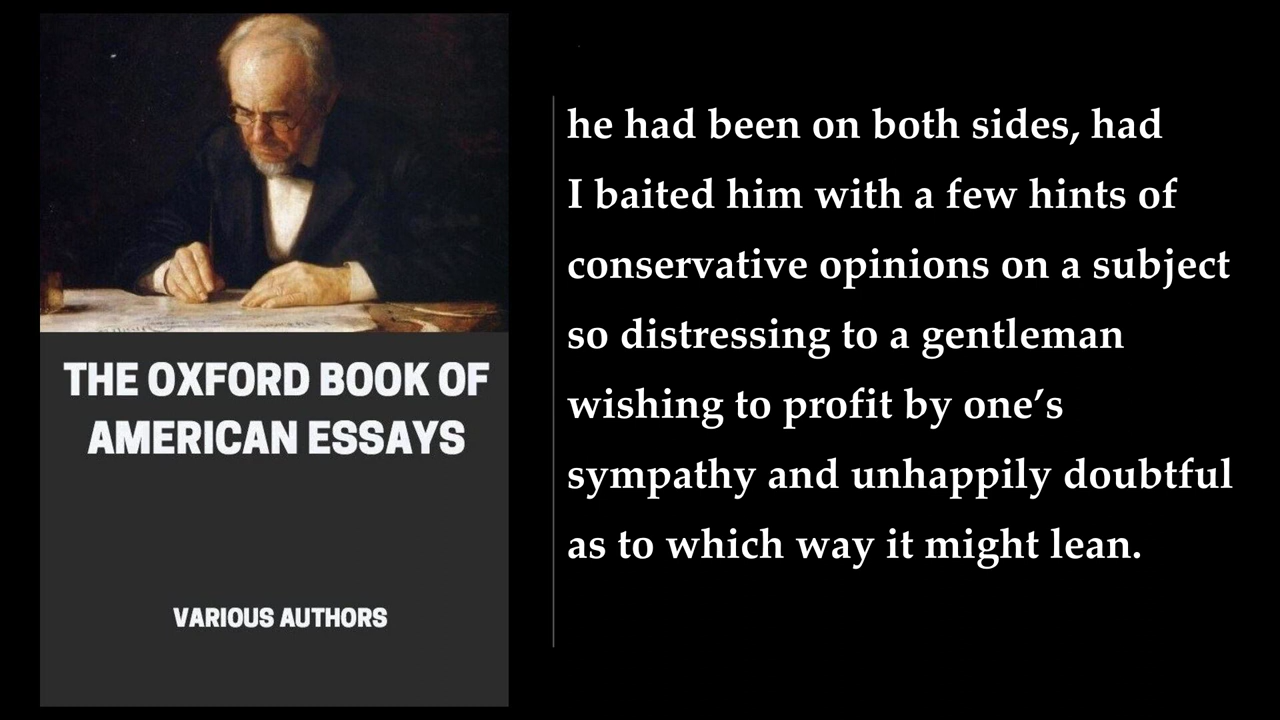 THE OXFORD BOOK OF
AMERICAN ESSAYS
VARIOUS AUTHORS
he had been on both sides, had
I baited him with a few hints of
conservative opinions on a subject
so distressing to a gentleman
wishing to profit by one’s
sympathy and unhappily doubtful
as to which way it might lean.